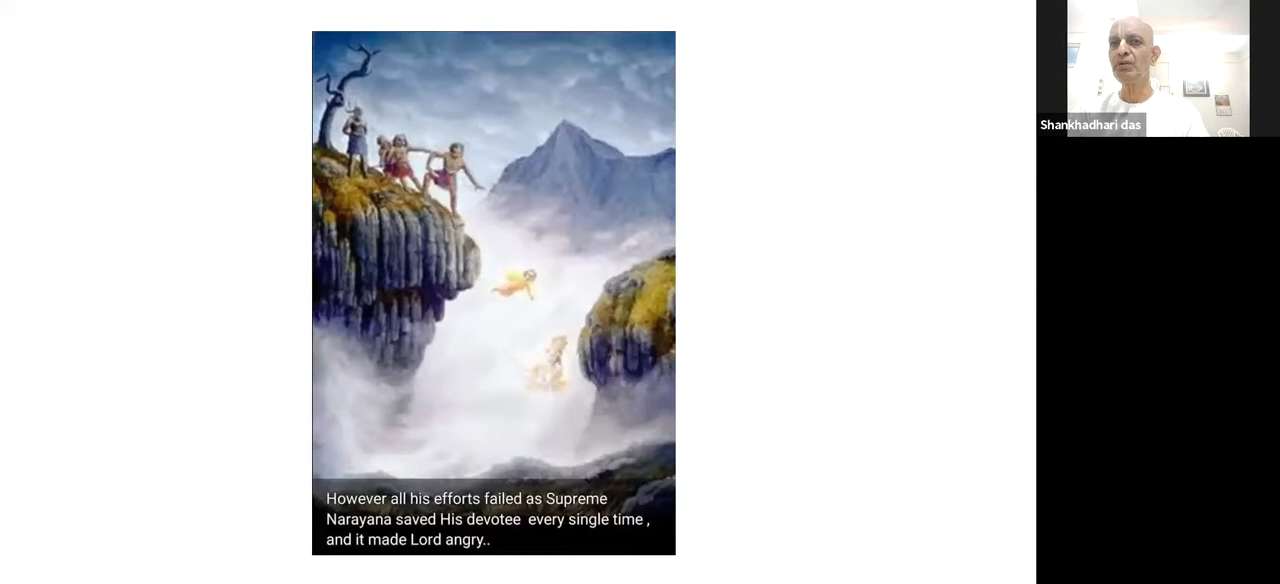 However all his efforts failed as Supreme
Narayana saved His devotee  every single time ,
and it made Lord angry..
Shankhadhari das